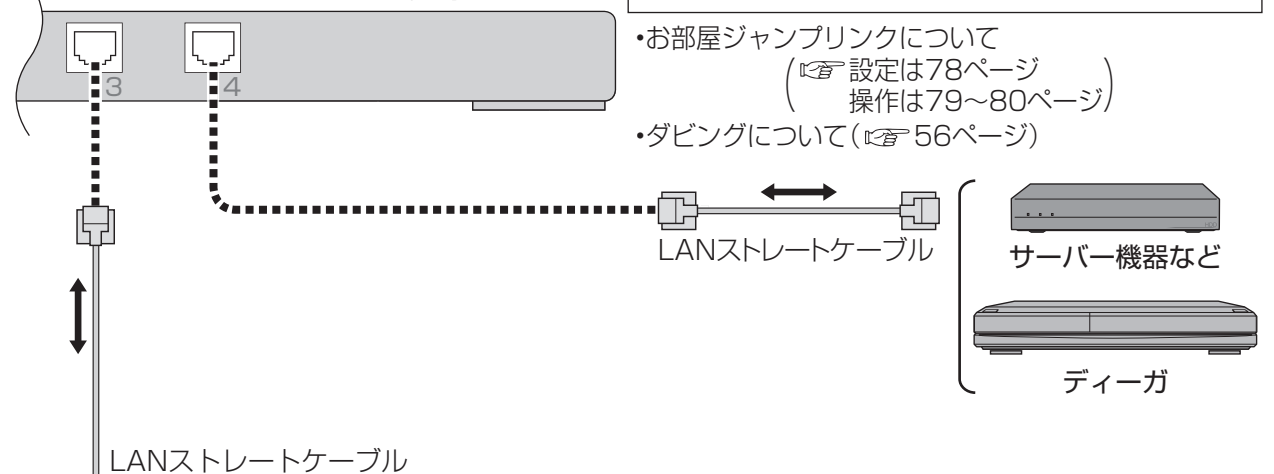 ・お部屋ジャンプリンクについて
(☞設定は78ページ
操作は79~80ページ)
・ダビングについて(☞56ページ)
3
4
LANストレートケーブル
サーバー機器など
ディーガ
LANストレートケーブル